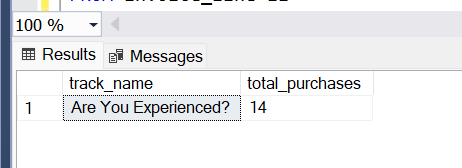 100 %
Results Messages
track_name total_purchases
1 Are You Experienced? 14